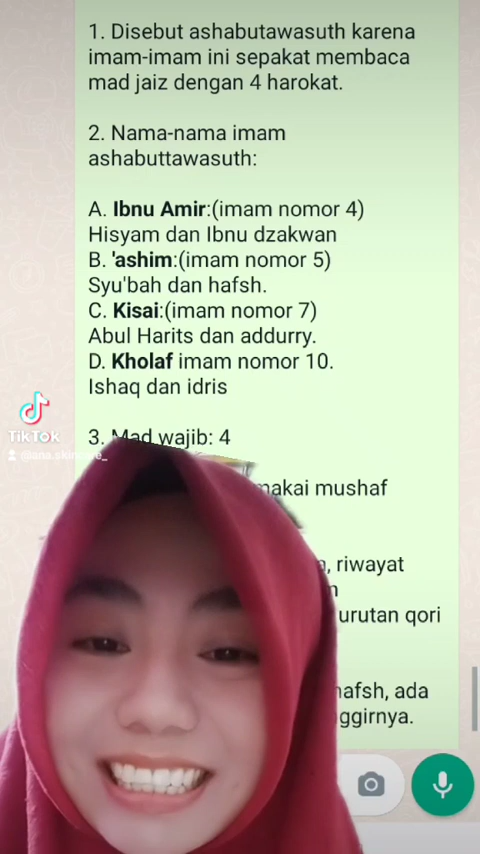 1. Disebut ashabutawasuth karena
imam-imam ini sepakat membaca
mad jaiz dengan 4 harokat.
2. Nama-nama imam
ashabuttawasuth:
A. Ibnu Amir:(imam nomor 4)
Hisyam dan Ibnu dzakwan
B. 'ashim:(imam nomor 5)
Syu'bah dan hafsh.
C. Kisai:(imam nomor 7)
Abul Harits dan addurry.
D. Kholaf imam nomor 10.
Ishaq dan idris
TikTok
3. Mad wajib: 4
makai mushaf
riwayat
urutan qori
hafsh, ada
ggirnya.